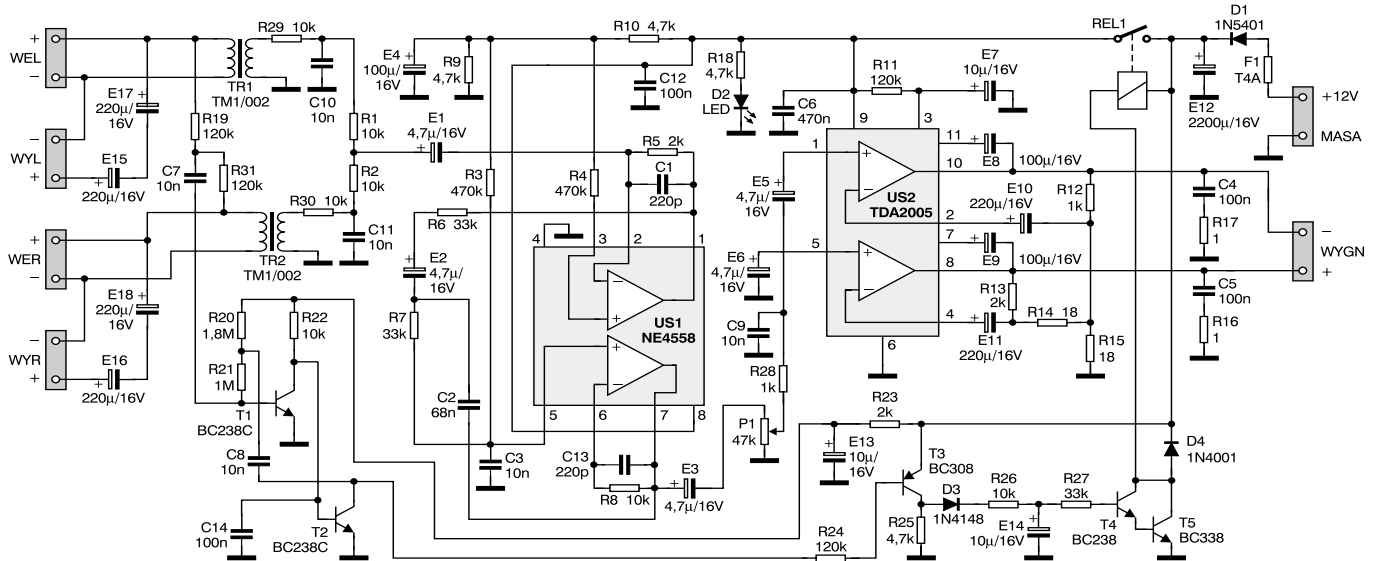 WEL
+
−
WYL
−
+
WER
+
−
WYR
−
+
E17
220μ/
16V
E15
220μ/16V
E18
220μ/
16V
E16
220μ/16V
R19
120k
C7
10n
R31
120k
R29 10k
TR1
TM1/002
C10
10n
R1
10k
R2
10k
R30 10k
TR2
TM1/002
C11
10n
R20
1,8M
R21
1M
R22
10k
T1
BC238C
C8
10n
C14
100n
T2
BC238C
E4
100μ/
16V
R9
4,7k
R10 4,7k
C12
100n
E1
4,7μ/16V
R3
470k
R4
470k
R5 2k
C1
220p
R6 33k
E2
4,7μ/
16V
R7
33k
C2
68n
C3
10n
4
3
2
1
US1
NE4558
+
−
+
−
5
6
7
8
C13
220p
R8 10k
E3
4,7μ/16V
P1
47k
R28
1k
C9
10n
E6
4,7μ/
16V
E5
4,7μ/
16V
R18
4,7k
D2
LED
C6
470n
R11
120k
E7
10μ/16V
9
3
1
5
11
10
2
7
8
4
6
US2
TDA2005
+
−
+
−
E8
100μ/16V
E10
220μ/16V
E9
100μ/16V
R12
1k
R13
2k
R14 18
E11
220μ/16V
R15
18
C4
100n
R17
1
C5
100n
R16
1
WYGN
−
+
REL1
D1
1N5401
F1
T4A
E12
2200μ/16V
+12V
MASA
R23
2k
E13
10μ/
16V
T3
BC308
D3
1N4148
R24
120k
R25
4,7k
R26
10k
E14
10μ/16V
R27
33k
T4
BC238
T5
BC338
D4
1N4001